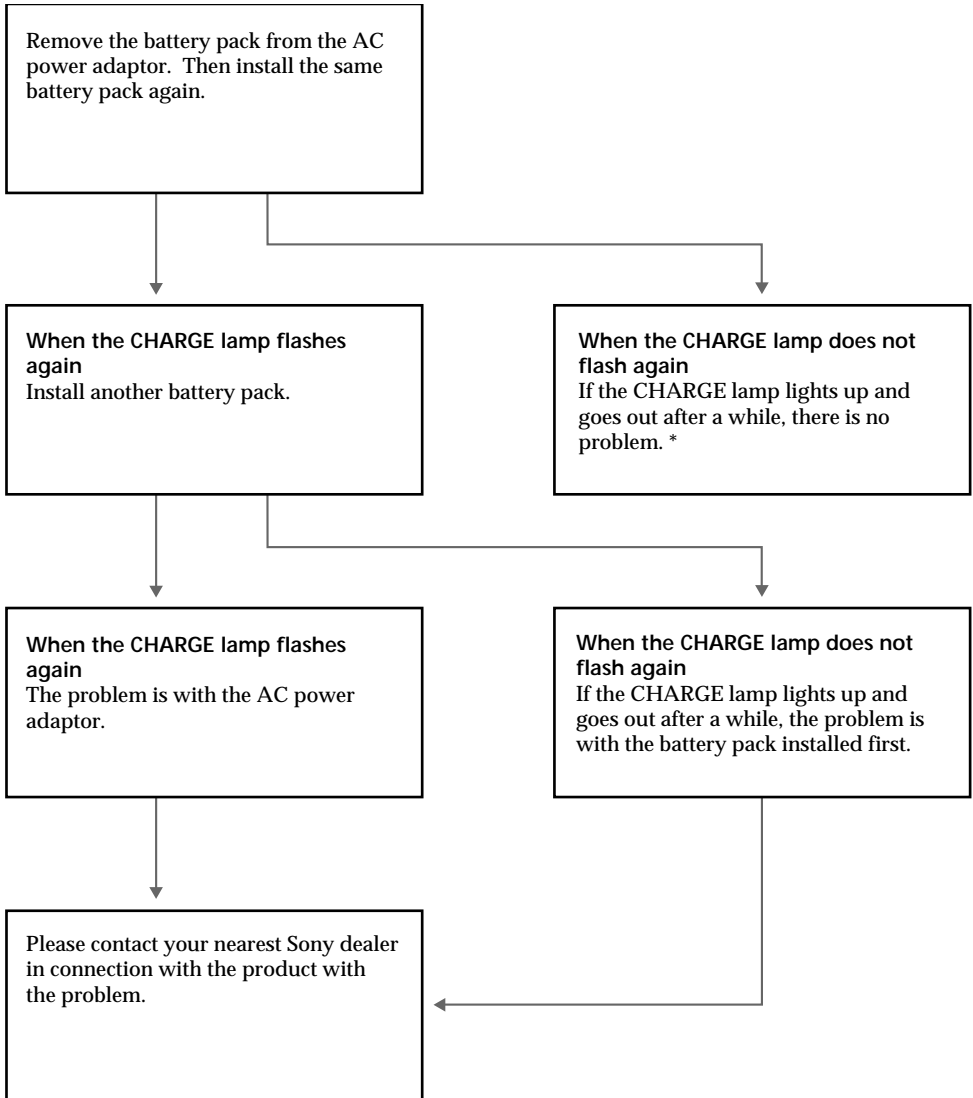 Remove the battery pack from the AC
power adaptor.  Then install the same
battery pack again.
When the CHARGE lamp flashes
again
Install another battery pack.
When the CHARGE lamp does not
flash again
If the CHARGE lamp lights up and
goes out after a while, there is no
problem. *
When the CHARGE lamp flashes
again
The problem is with the AC power
adaptor.
When the CHARGE lamp does not
flash again
If the CHARGE lamp lights up and
goes out after a while, the problem is
with the battery pack installed first.
Please contact your nearest Sony dealer
in connection with the product with
the problem.